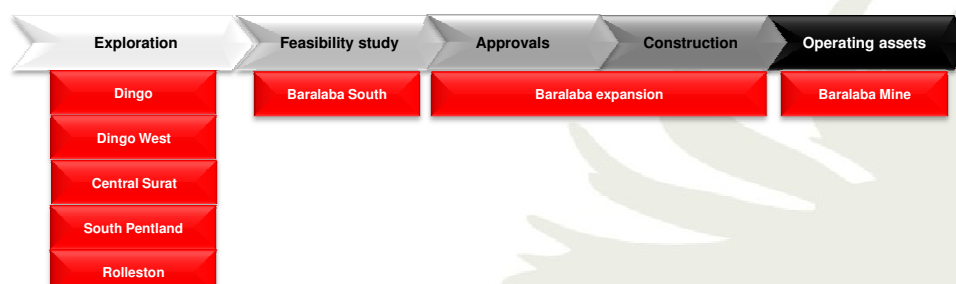 Exploration
Feasibility study
Approvals
Construction
Operating assets
Dingo
Baralaba South
Baralaba expansion
Baralaba Mine
Dingo West
Central Surat
South Pentland
Rolleston